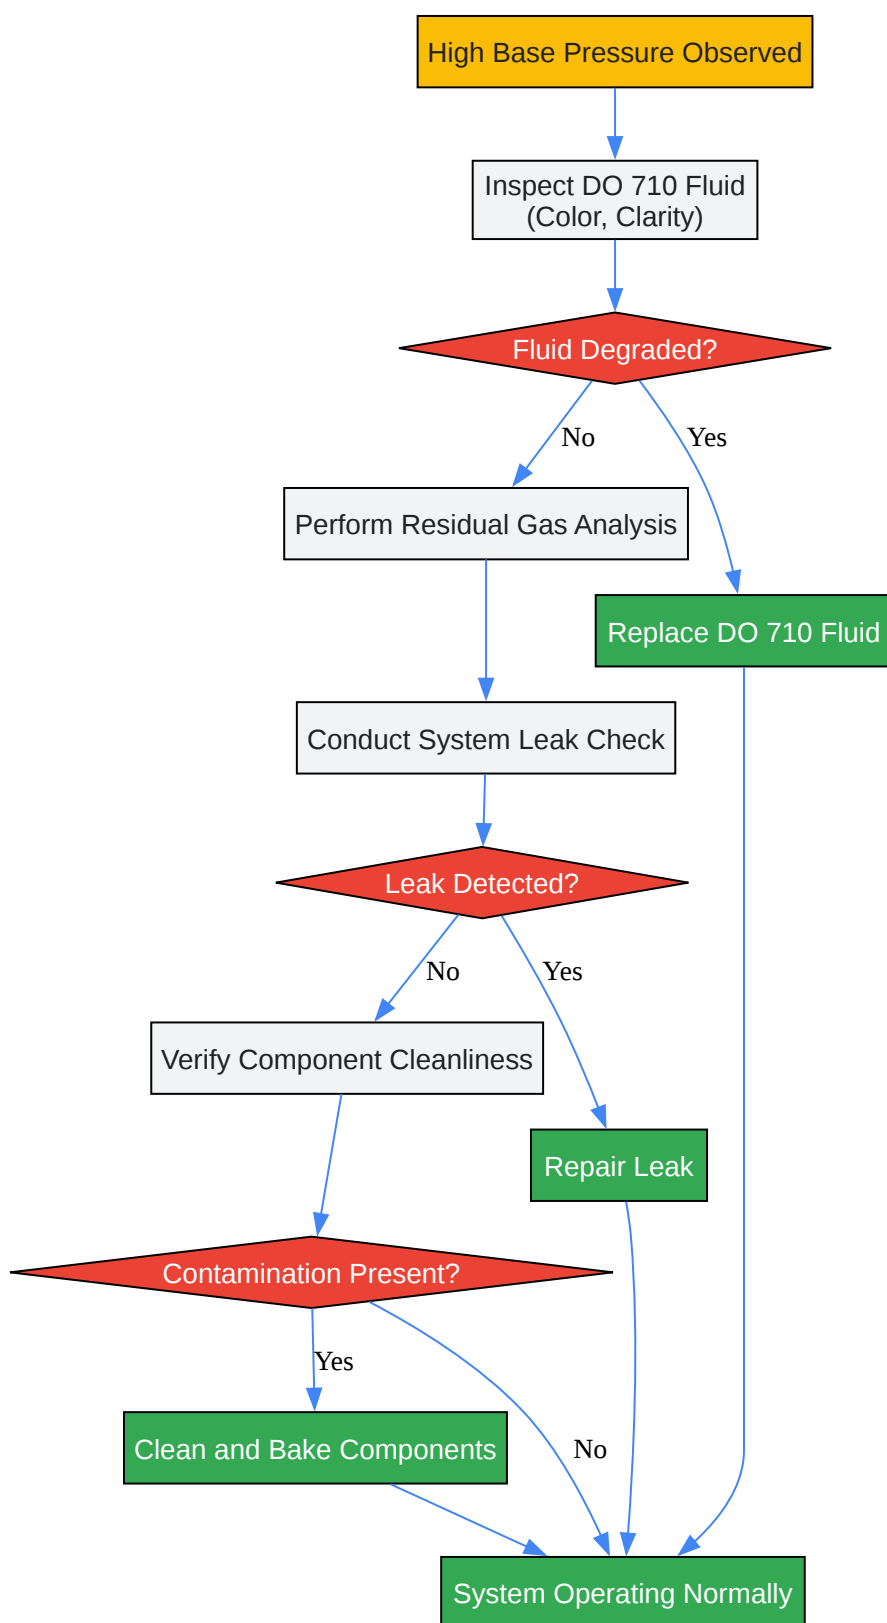 High Base Pressure Observed
Inspect DO 710 Fluid
(Color, Clarity)
Fluid Degraded?
No
Yes
Perform Residual Gas Analysis
Replace DO 710 Fluid
Conduct System Leak Check
Leak Detected?
No
Yes
Verify Component Cleanliness
Repair Leak
Contamination Present?
Yes
Clean and Bake Components
No
System Operating Normally